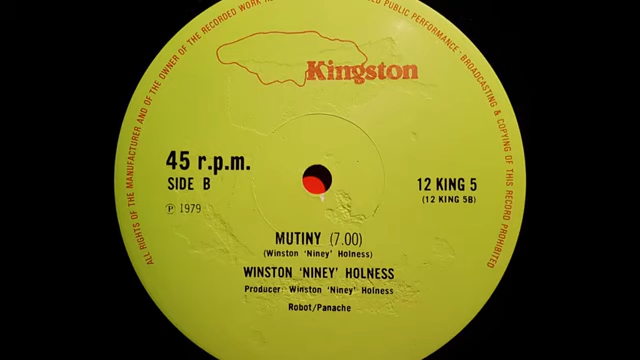 ALL RIGHTS OF THE MANUFACTURER AND OF THE OWNER OF THE RECORDED WORK
PUBLIC PERFORMANCE · BROADCASTING & COPYING OF THIS RECORD PROHIBITED
Kingston
45 r.p.m.
SIDE B
12 KING 5
(12 KING 5B)
Ⓟ 1979
MUTINY (7.00)
(Winston 'Niney' Holness)
WINSTON 'NINEY' HOLNESS
Producer: Winston 'Niney' Holness
Robot/Panache